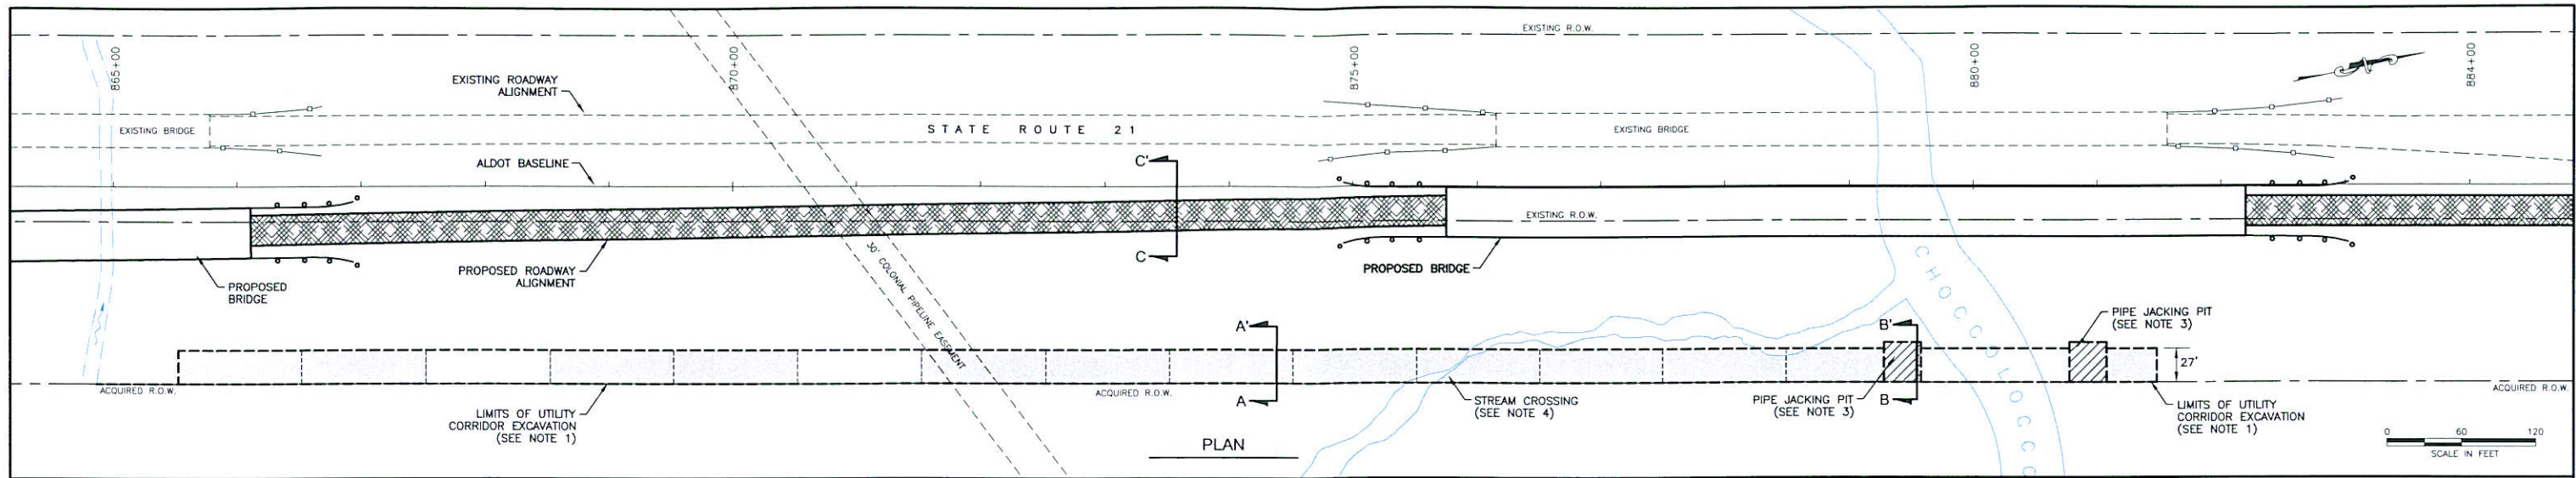 EXISTING R.O.W.
865+00
870+00
875+00
880+00
884+00
EXISTING ROADWAY
ALIGNMENT
EXISTING BRIDGE
STATE ROUTE 21
EXISTING BRIDGE
ALDOT BASELINE
C'
EXISTING R.O.W.
C
PROPOSED
BRIDGE
PROPOSED ROADWAY
ALIGNMENT
30' COLONIAL PIPELINE EASEMENT
PROPOSED BRIDGE
CHOCCOLOCCO
A'
B'
PIPE JACKING PIT
(SEE NOTE 3)
27'
ACQUIRED R.O.W.
ACQUIRED R.O.W.
ACQUIRED R.O.W.
LIMITS OF UTILITY
CORRIDOR EXCAVATION
(SEE NOTE 1)
A
STREAM CROSSING
(SEE NOTE 4)
PIPE JACKING PIT
(SEE NOTE 3)
B
LIMITS OF UTILITY
CORRIDOR EXCAVATION
(SEE NOTE 1)
PLAN
0 60 120
SCALE IN FEET